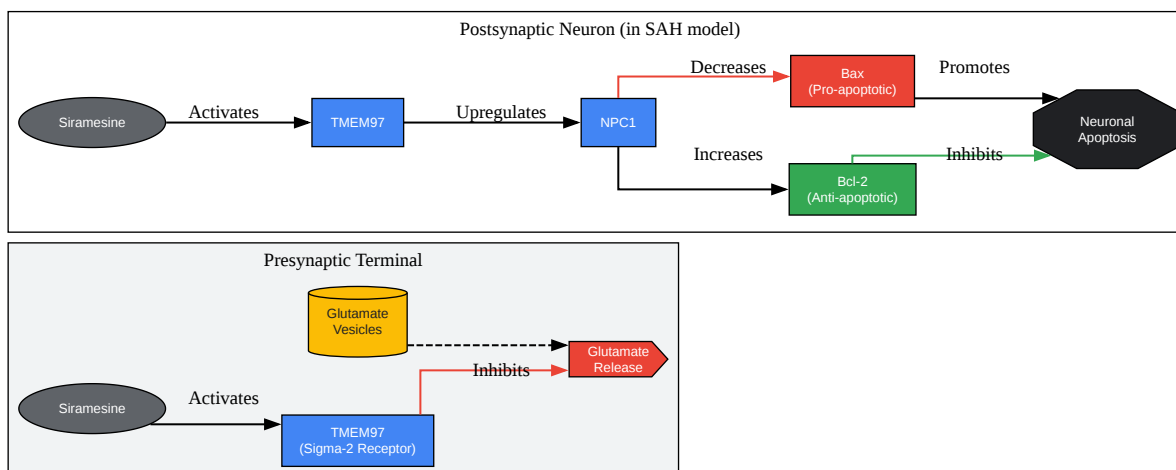 Postsynaptic Neuron (in SAH model)
Siramesine
Activates
TMEM97
Upregulates
NPC1
Decreases
Bax
(Pro-apoptotic)
Promotes
Increases
Bcl-2
(Anti-apoptotic)
Inhibits
Neuronal
Apoptosis
Presynaptic Terminal
Glutamate
Vesicles
Siramesine
Activates
TMEM97
(Sigma-2 Receptor)
Inhibits
Glutamate
Release